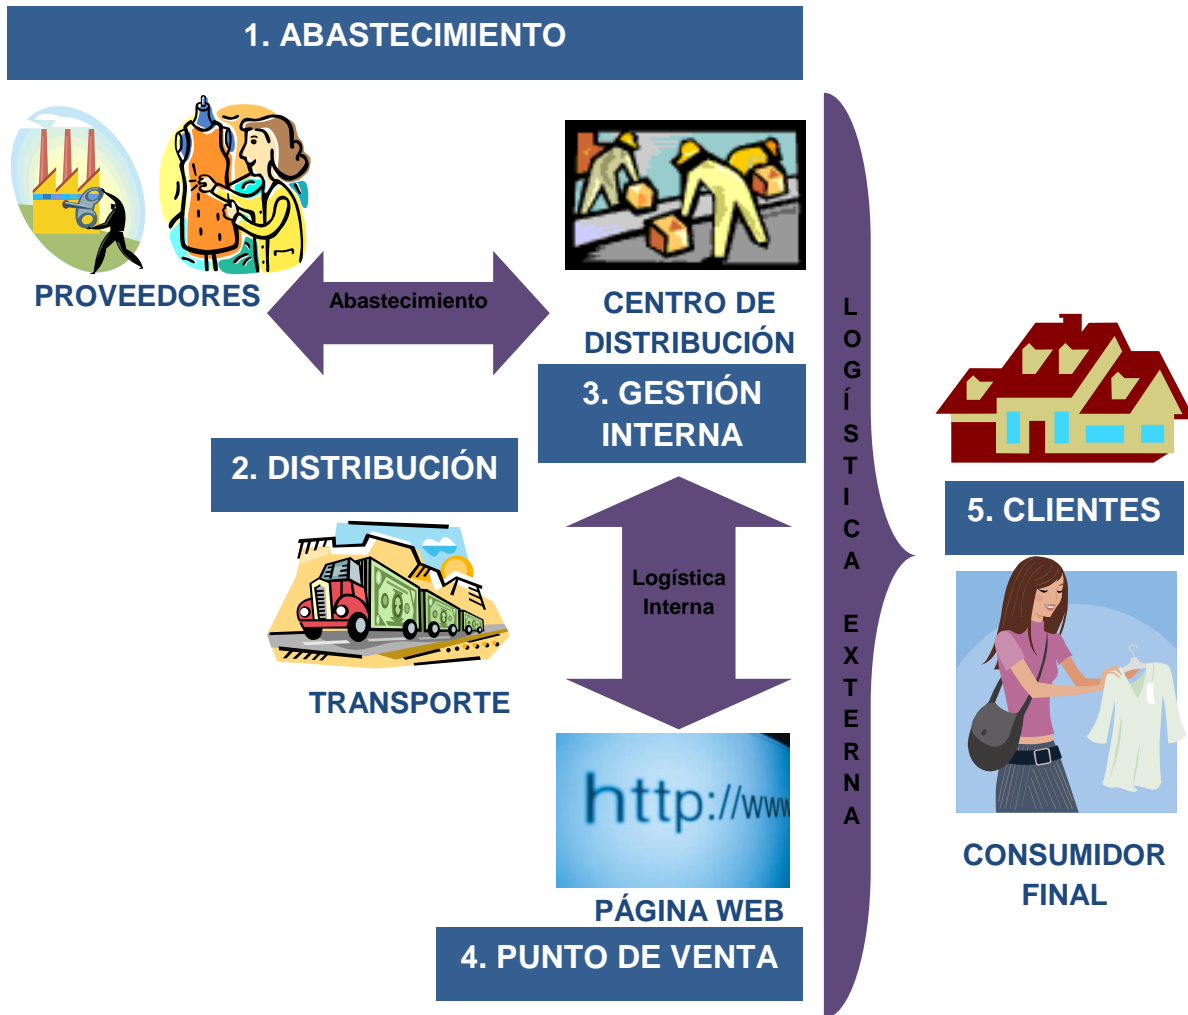 1. ABASTECIMIENTO
PROVEEDORES
Abastecimiento
CENTRO DE
DISTRIBUCIÓN
3. GESTIÓN
INTERNA
2. DISTRIBUCIÓN
TRANSPORTE
Logística
Interna
http://www
PÁGINA WEB
4. PUNTO DE VENTA
LOGÍSTICA EXTERNA
5. CLIENTES
CONSUMIDOR
FINAL